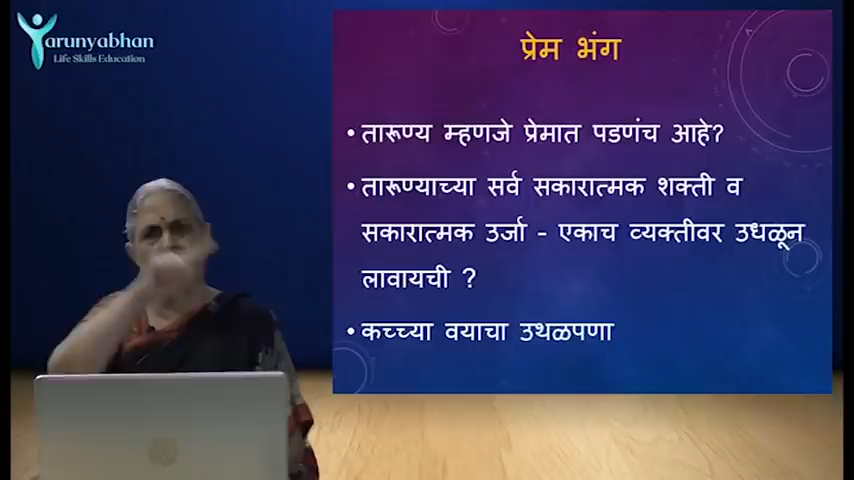 arunyabhan
Life Skills Education
प्रेम भंग
• तारूण्य म्हणजे प्रेमात पडणंच आहे?
• तारूण्याच्या सर्व सकारात्मक शक्ती व
सकारात्मक उर्जा - एकाच व्यक्तीवर उधळून
लावायची ?
• कच्च्या वयाचा उथळपणा